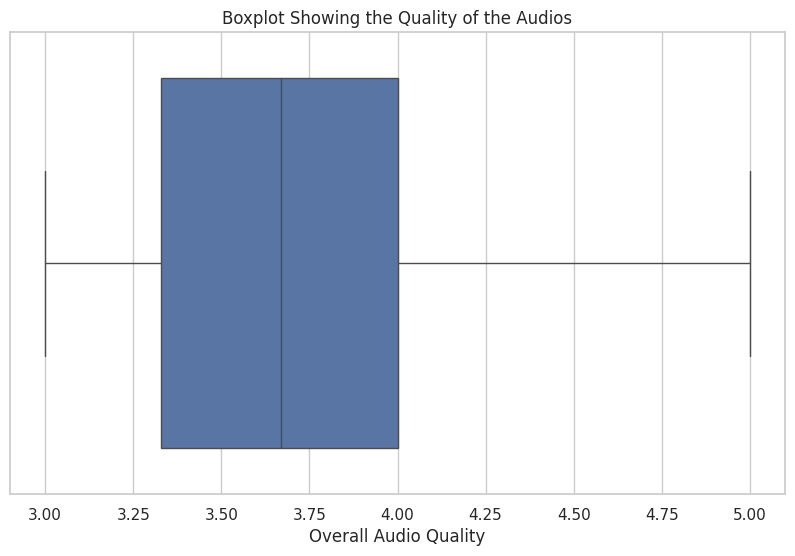 Boxplot Showing the Quality of the Audios
3.00 3.25 3.50 3.75 4.00 4.25 4.50 4.75 5.00
Overall Audio Quality